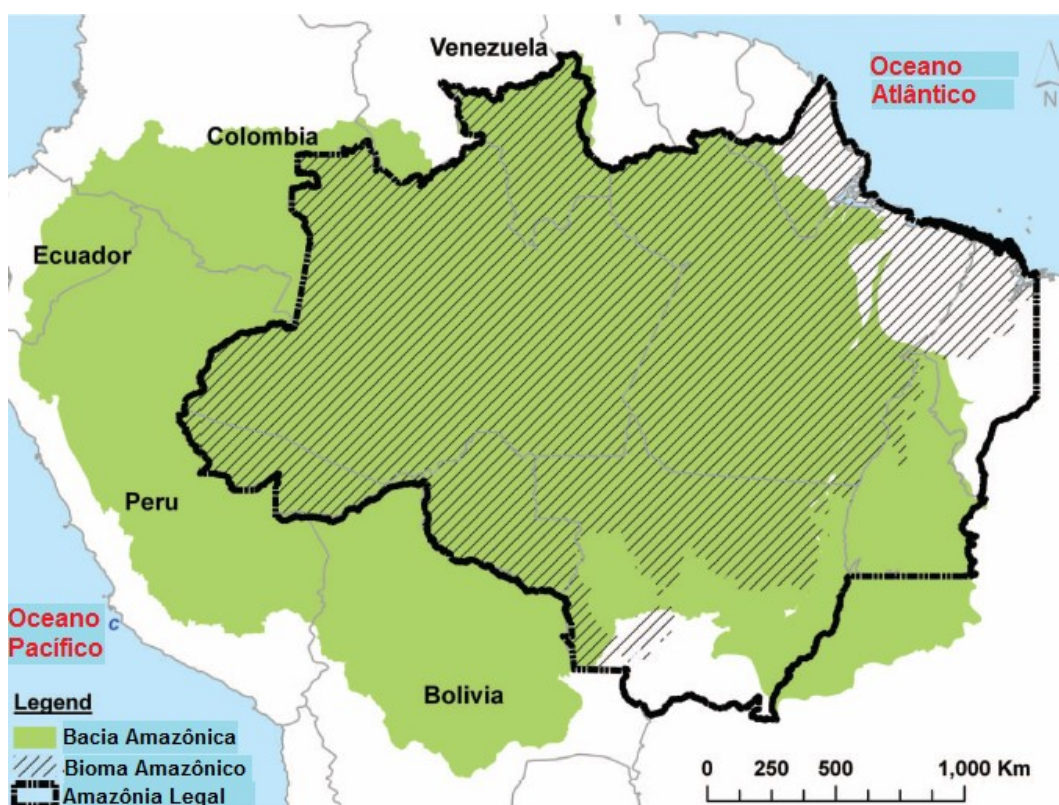 Venezuela
Oceano
Atlântico
N
Colombia
Ecuador
Peru
Oceano
Pacífico
c
Bolivia
Legend
Bacia Amazônica
Bioma Amazônico
Amazônia Legal
0 250 500 1,000 Km